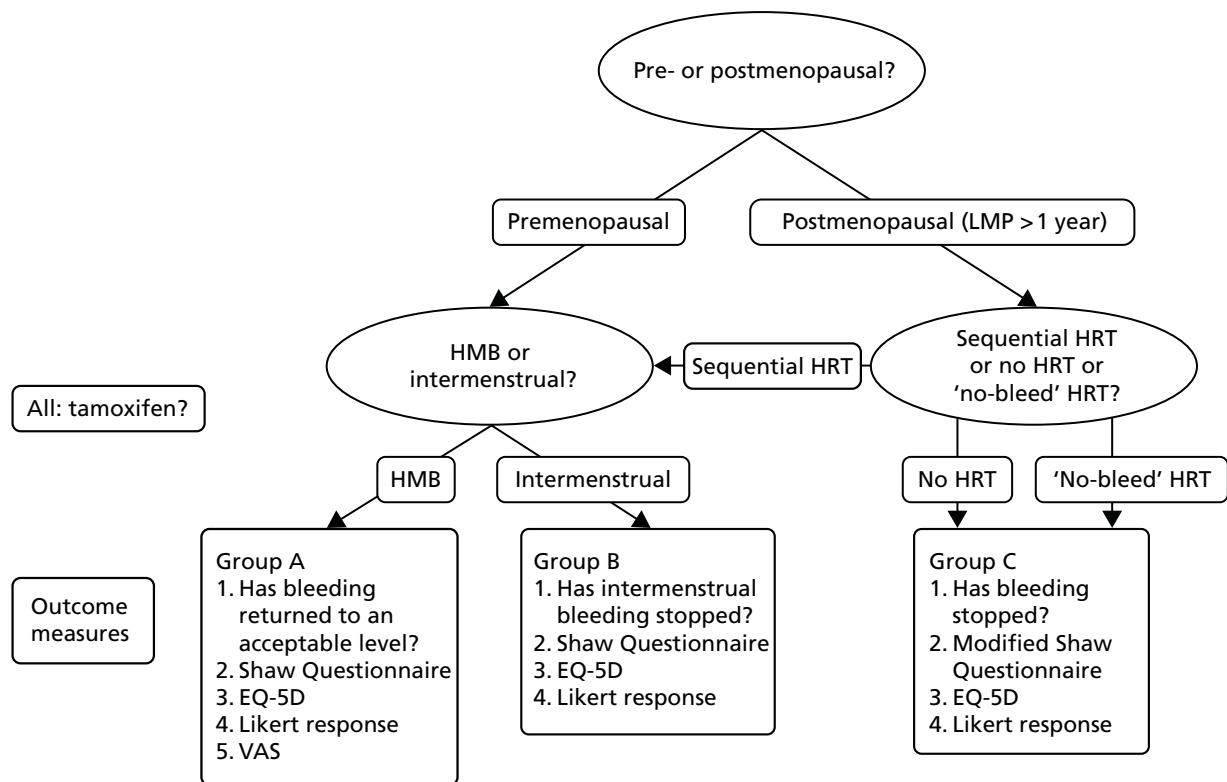 Pre- or postmenopausal?
Premenopausal
Postmenopausal (LMP >1 year)
HMB or
intermenstrual?
Sequential HRT
Sequential HRT
or no HRT or
‘no-bleed’ HRT?
All: tamoxifen?
HMB
Intermenstrual
No HRT
‘No-bleed’ HRT
Outcome
measures
Group A
1. Has bleeding
returned to an
acceptable level?
2. Shaw Questionnaire
3. EQ-5D
4. Likert response
5. VAS
Group B
1. Has intermenstrual
bleeding stopped?
2. Shaw Questionnaire
3. EQ-5D
4. Likert response
Group C
1. Has bleeding
stopped?
2. Modified Shaw
Questionnaire
3. EQ-5D
4. Likert response